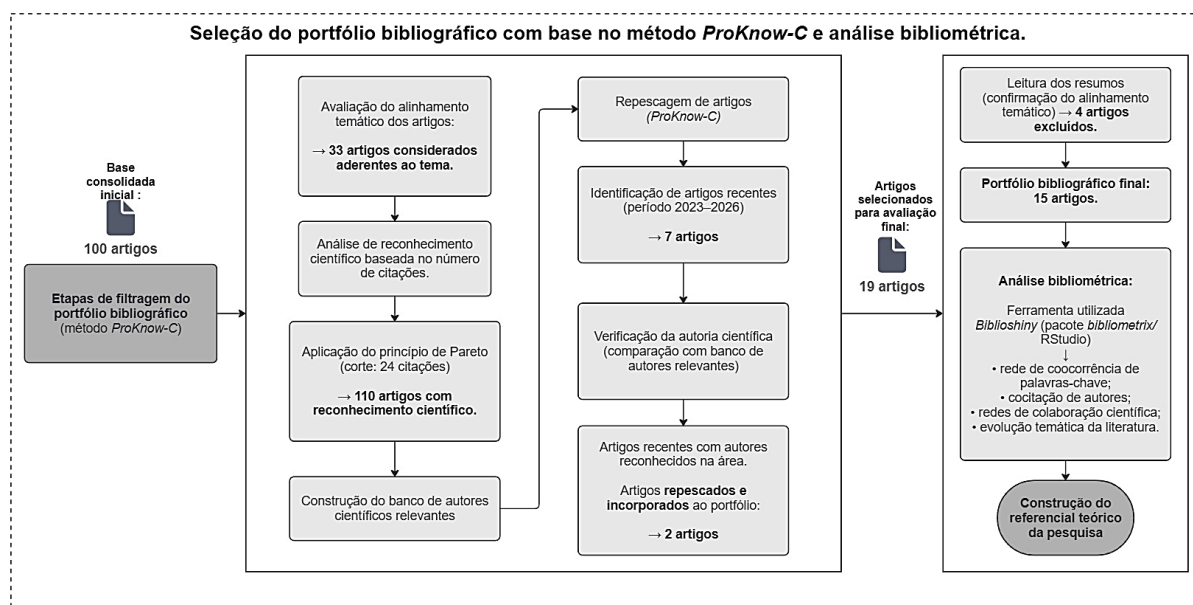 Seleção do portfólio bibliográfico com base no método ProKnow-C e análise bibliométrica.
Base
consolidada
inicial :
100 artigos
Etapas de filtragem do
portfólio bibliográfico
(método ProKnow-C)
Avaliação do alinhamento
temático dos artigos:
→ 33 artigos considerados
aderentes ao tema.
Análise de reconhecimento
científico baseada no número
de citações.
Aplicação do princípio de Pareto
(corte: 24 citações)
→ 110 artigos com
reconhecimento científico.
Construção do banco de autores
científicos relevantes
Repescagem de artigos
(ProKnow-C)
Identificação de artigos recentes
(período 2023–2026)
→ 7 artigos
Verificação da autoria científica
(comparação com banco de
autores relevantes)
Artigos recentes com autores
reconhecidos na área.
Artigos repescados e
incorporados ao portfólio:
→ 2 artigos
Artigos
selecionados
para avaliação
final:
19 artigos
Leitura dos resumos
(confirmação do alinhamento
temático) → 4 artigos
excluídos.
Portfólio bibliográfico final:
15 artigos.
Análise bibliométrica:
Ferramenta utilizada
Biblioshiny (pacote bibliometrix/
RStudio)
↓
• rede de coocorrência de
palavras-chave;
• cocitação de autores;
• redes de colaboração científica;
• evolução temática da literatura.
Construção do
referencial teórico
da pesquisa